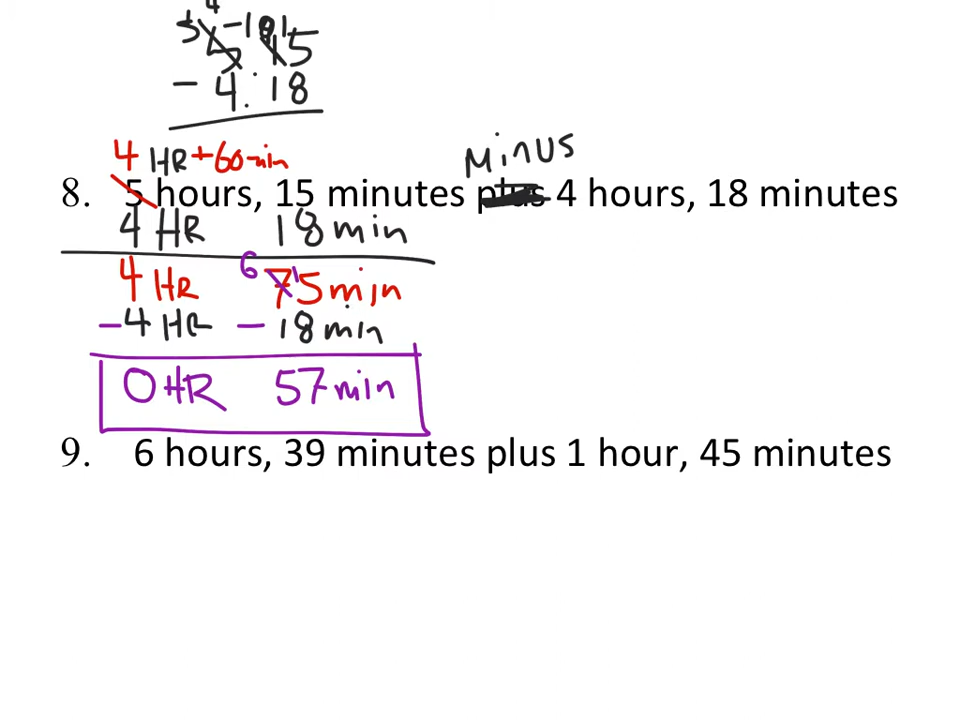 5.15
- 4.18
4 HR + 60 min
MINUS
8. 5 hours, 15 minutes plus 4 hours, 18 minutes
4 HR 18 min
4 HR 75 min
- 4 HR - 18 min
0 HR 57 min
9. 6 hours, 39 minutes plus 1 hour, 45 minutes